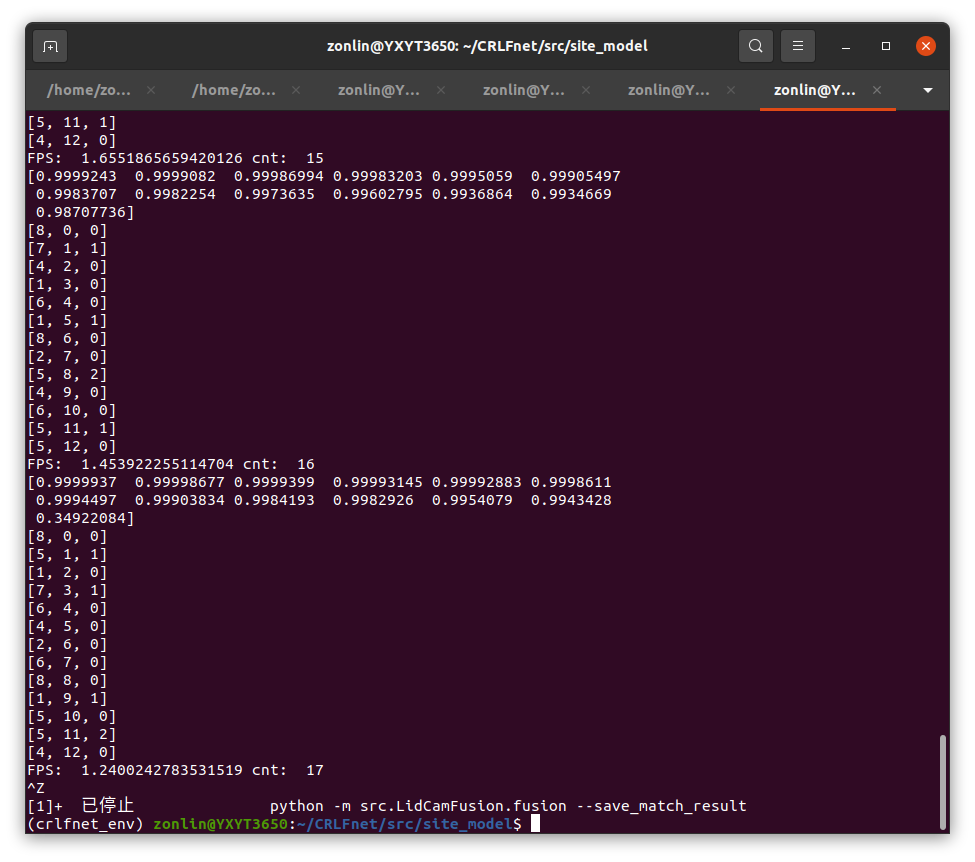 zonlin@YXYT3650: ~/CRLFnet/src/site_model
/home/zo... × /home/zo... × zonlin@Y... × zonlin@Y... × zonlin@Y... × zonlin@Y... ×
[5, 11, 1]
[4, 12, 0]
FPS:  1.6551865659420126 cnt:  15
[0.9999243  0.9999082  0.99986994 0.99983203 0.9995059  0.99905497
 0.9983707  0.9982254  0.9973635  0.99602795 0.9936864  0.9934669
 0.98707736]
[8, 0, 0]
[7, 1, 1]
[4, 2, 0]
[1, 3, 0]
[6, 4, 0]
[1, 5, 1]
[8, 6, 0]
[2, 7, 0]
[5, 8, 2]
[4, 9, 0]
[6, 10, 0]
[5, 11, 1]
[5, 12, 0]
FPS:  1.453922255114704 cnt:  16
[0.9999937  0.99998677 0.9999399  0.99993145 0.99992883 0.9998611
 0.9994497  0.99903834 0.9984193  0.9982926  0.9954079  0.9943428
 0.34922084]
[8, 0, 0]
[5, 1, 1]
[1, 2, 0]
[7, 3, 1]
[6, 4, 0]
[4, 5, 0]
[2, 6, 0]
[6, 7, 0]
[8, 8, 0]
[1, 9, 1]
[5, 10, 0]
[5, 11, 2]
[4, 12, 0]
FPS:  1.2400242783531519 cnt:  17
^Z
[1]+  已停止               python -m src.LidCamFusion.fusion --save_match_result
(crlfnet_env) zonlin@YXYT3650:~/CRLFnet/src/site_model$